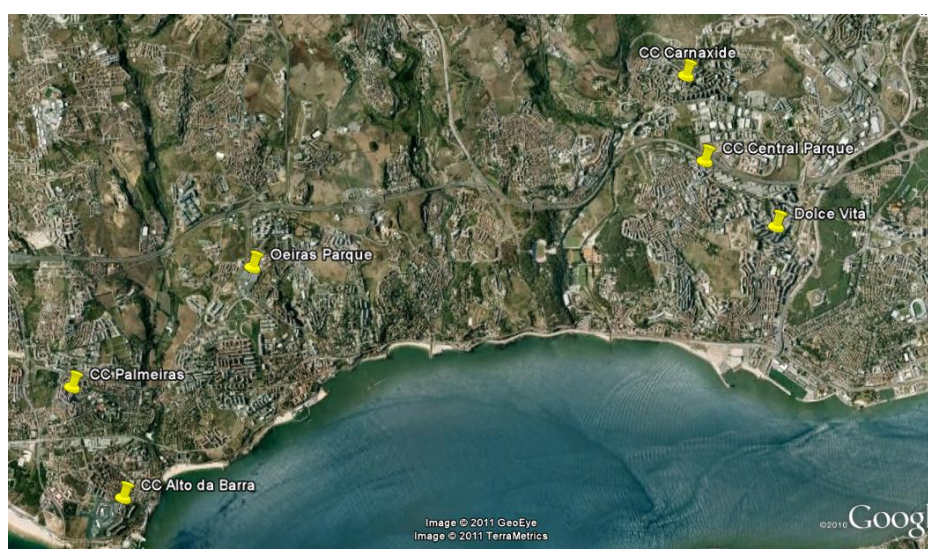 CC Carnaxide
CC Central Parque
Dolce Vita
Oeiras Parque
CC Palmeiras
CC Alto da Barra
Image © 2011 GeoEye
Image © 2011 TerraMetrics
©2010 Googl